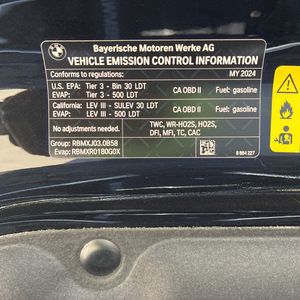 BMW
Bayerische Motoren Werke AG
VEHICLE EMISSION CONTROL INFORMATION
Conforms to regulations: MY 2024
U.S. EPA: Tier 3 - Bin 30 LDT CA OBD II Fuel: gasoline
EVAP: Tier 3 - 500 LDT
California: LEV III - SULEV 30 LDT CA OBD II Fuel: gasoline
EVAP: LEV III - 500 LDT
No adjustments needed. TWC, WR-HO2S, HO2S,
DFI, MFI, TC, CAC
Group: RBMXJ03.0B58
Evap: RBMXR0180G0X 8 864 227